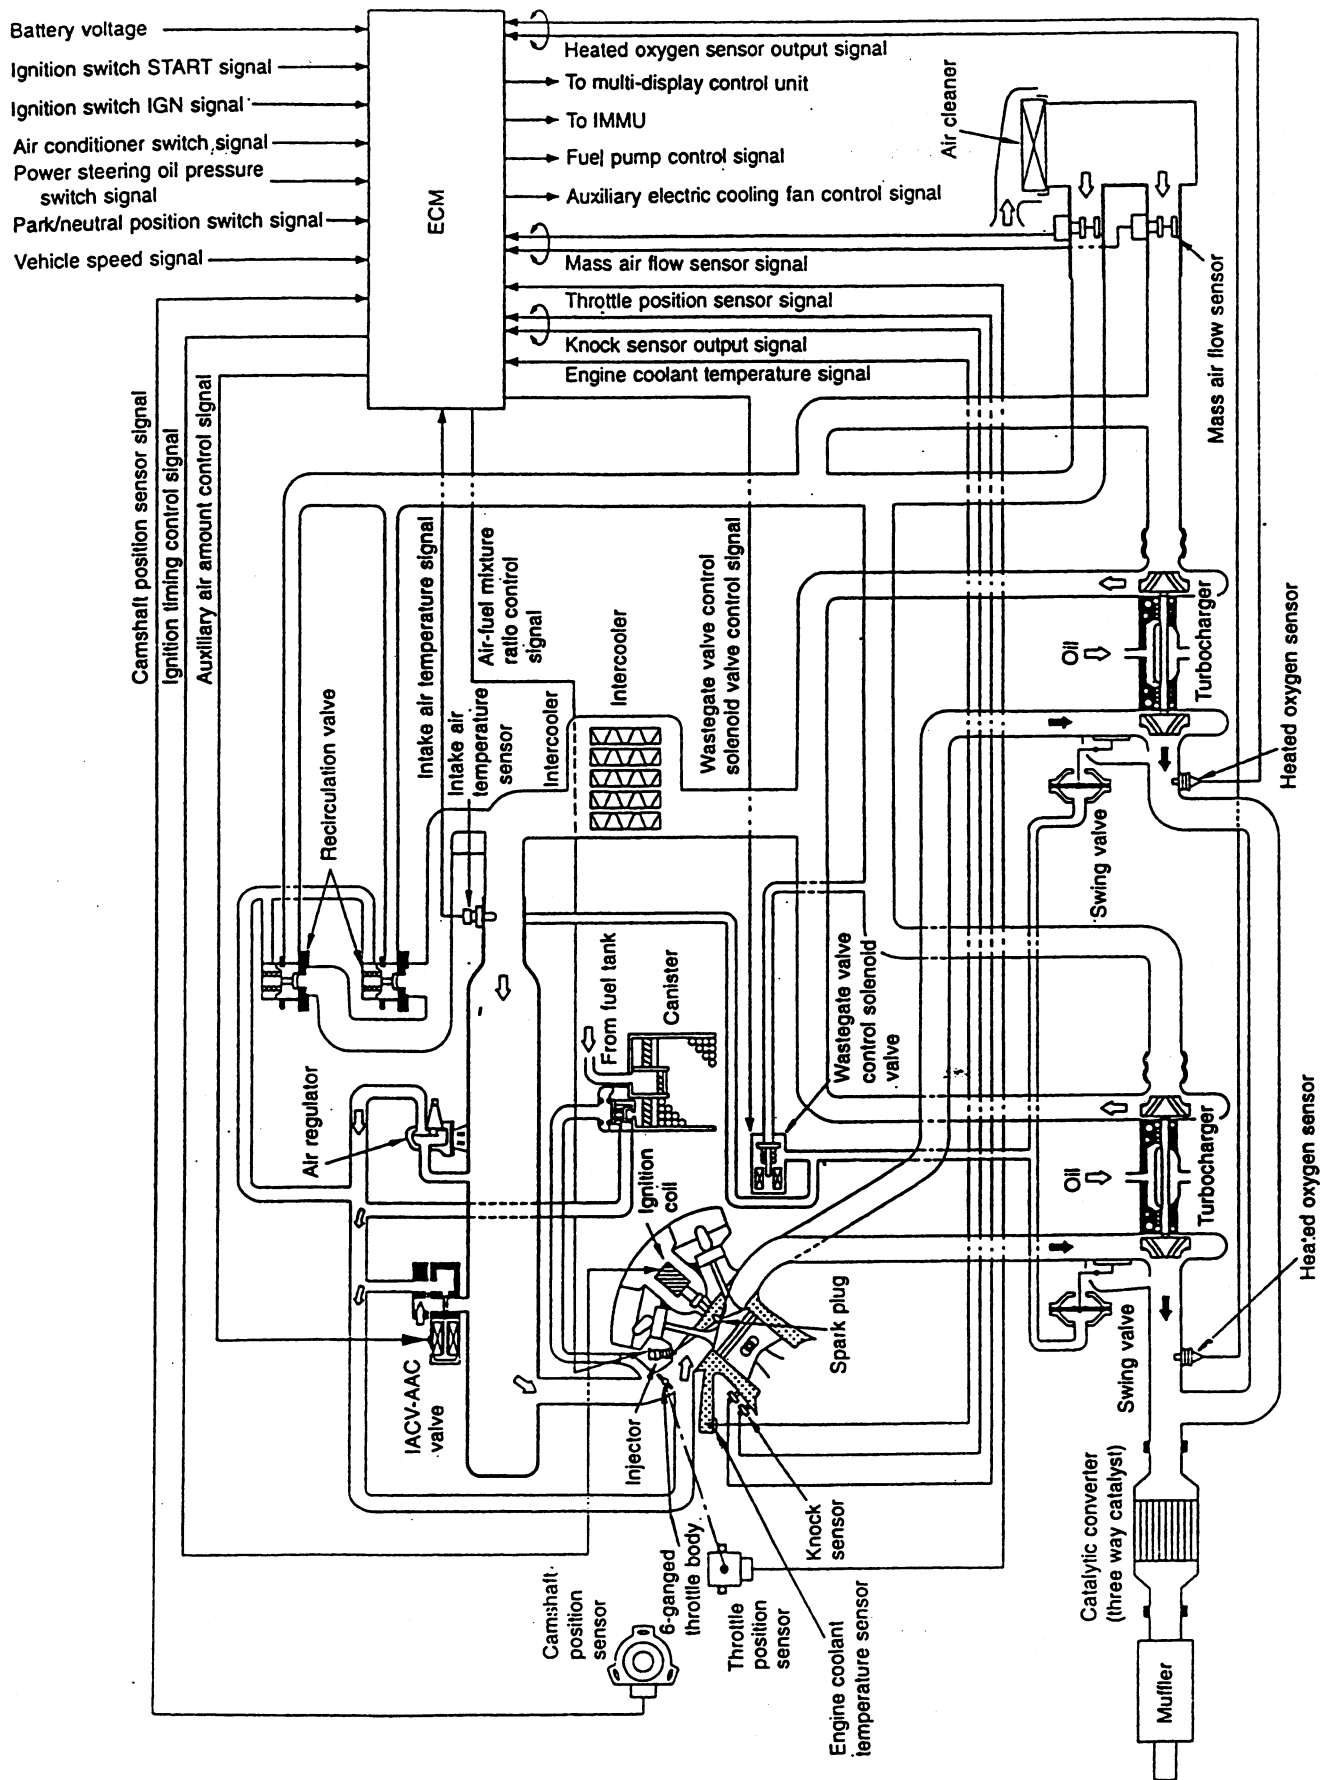 Battery voltage
Ignition switch START signal
Ignition switch IGN signal
Air conditioner switch signal
Power steering oil pressure
switch signal
Park/neutral position switch signal
Vehicle speed signal
ECM
Heated oxygen sensor output signal
To multi-display control unit
To IMMU
Fuel pump control signal
Auxiliary electric cooling fan control signal
Mass air flow sensor signal
Throttle position sensor signal
Knock sensor output signal
Engine coolant temperature signal
Air cleaner
Mass air flow sensor
Camshaft position sensor signal
Ignition timing control signal
Auxiliary air amount control signal
Intake air temperature signal
Air-fuel mixture
ratio control
signal
Wastegate valve control
solenoid valve control signal
Recirculation valve
Intake air
temperature
sensor
Intercooler
Intercooler
Oil
Turbocharger
Heated oxygen sensor
Swing valve
Air regulator
From fuel tank
Canister
Wastegate valve
control solenoid
valve
Ignition
coil
Oil
Turbocharger
Heated oxygen sensor
IACV-AAC
valve
Injector
Spark plug
Swing valve
Camshaft
position
sensor
6-ganged
throttle body
Throttle
position
sensor
Knock
sensor
Engine coolant
temperature sensor
Catalytic converter
(three way catalyst)
Muffler